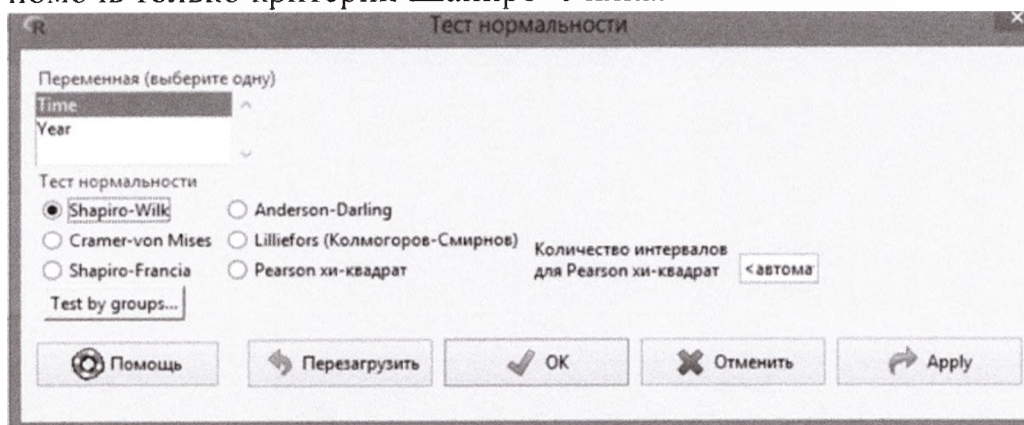 Тест нормальности
Переменная (выберите одну)
Time
Year
Тест нормальности
Shapiro-Wilk
Anderson-Darling
Cramer-von Mises
Lilliefors (Колмогоров-Смирнов)
Shapiro-Francia
Pearson хи-квадрат
Количество интервалов
для Pearson хи-квадрат
<автома
Test by groups...
Помощь
Перезагрузить
OK
Отменить
Apply